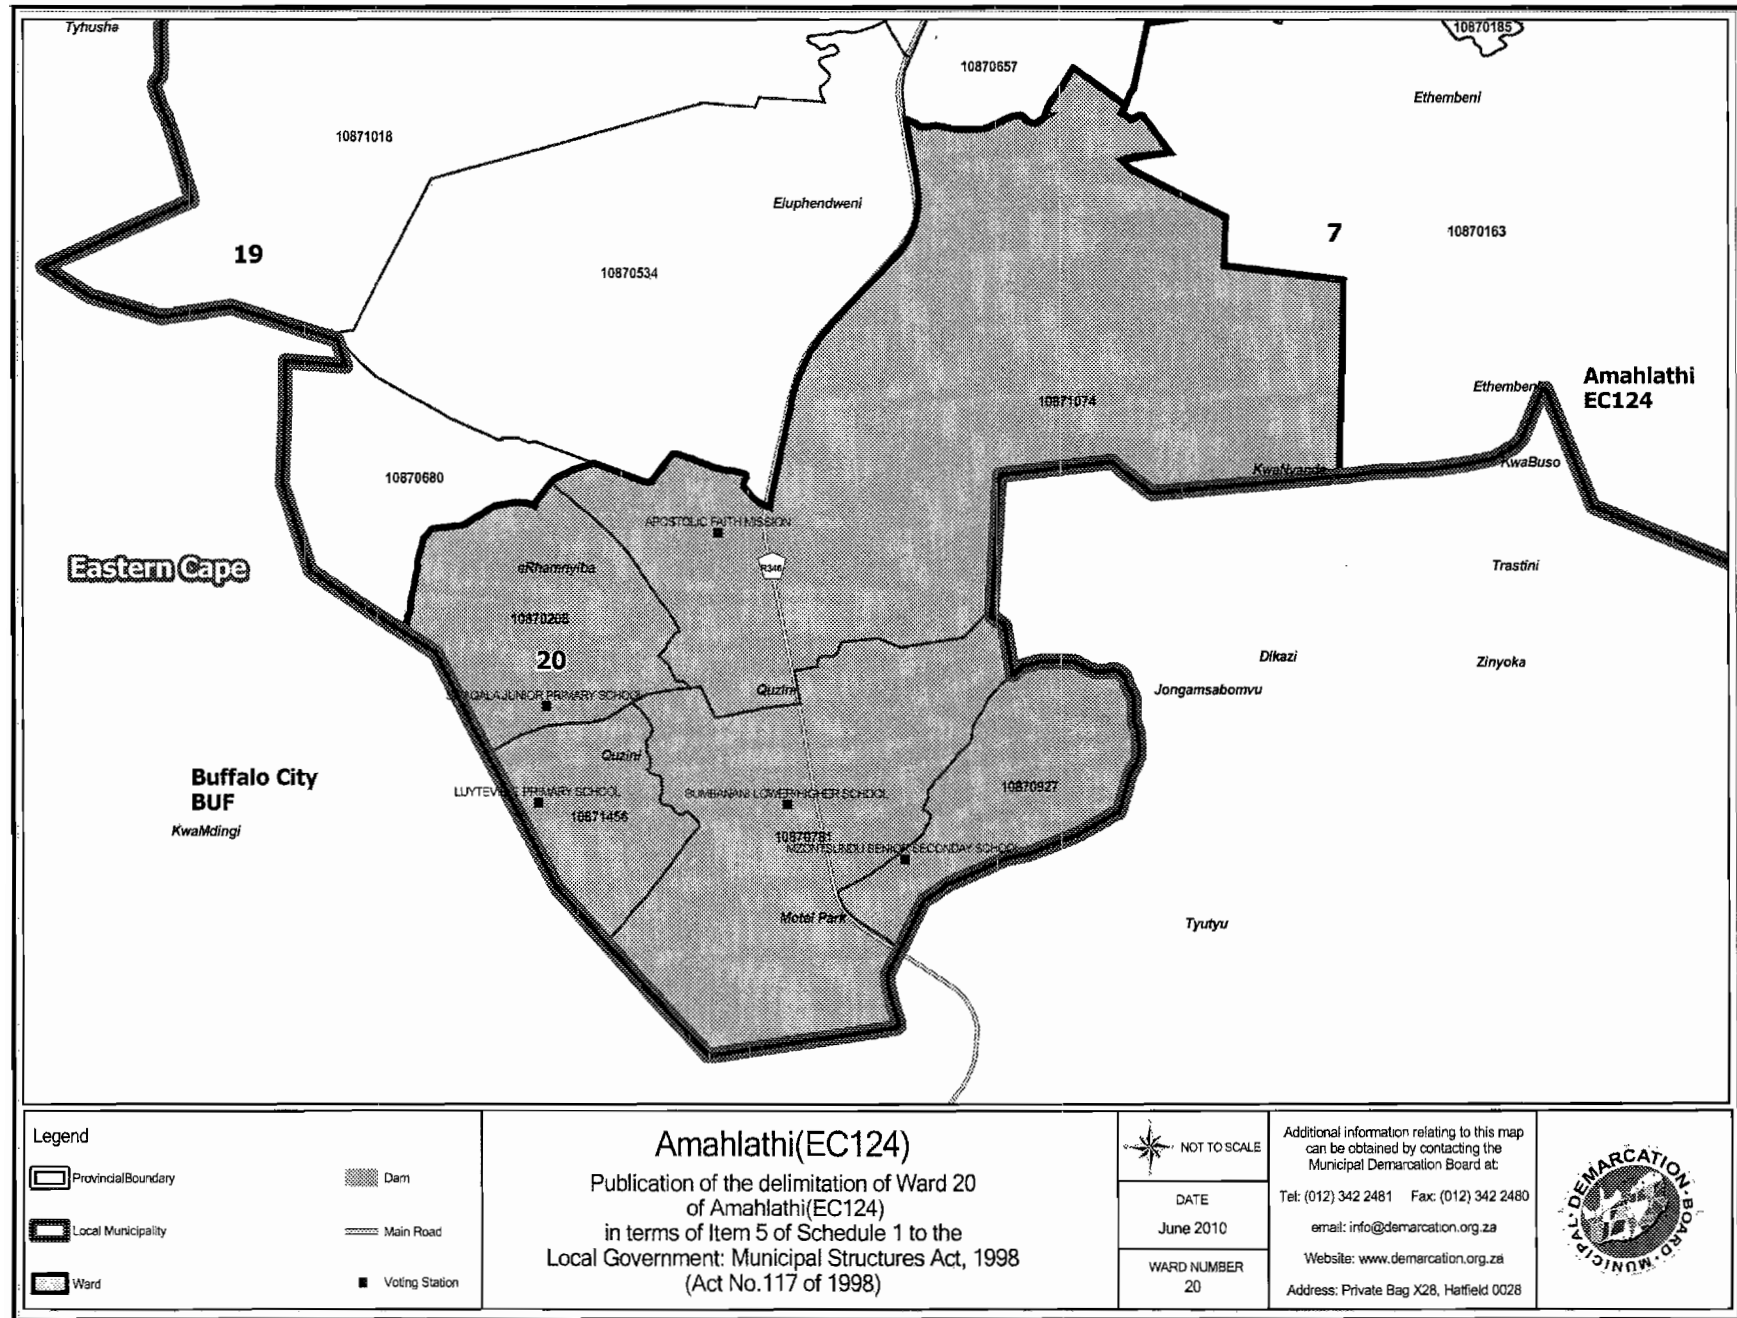 Tyhusha
10870185
10870657
Ethembeni
10871018
Eluphendweni
19
7
10870163
10870534
Amahlathi
EC124
10871074
KwaBuso
10870680
APOSTOLIC FAITH MISSION
Eastern Cape
eRhamnyiba
R346
Trastini
10870208
20
Dikazi
Zinyoka
Quzini
Jongamsabomvu
JUNIOR PRIMARY SCHOOL
Quzini
Buffalo City
BUF
KwaMdingi
PRIMARY SCHOOL
10871456
LOWER/HIGHER SCHOOL
10870927
10870781
MZONTSUNDU SENIOR SECONDAY SCHOOL
Motel Park
Tyutyu
Legend
ProvincialBoundary
Dam
Local Municipality
Main Road
Ward
Voting Station
Amahlathi(EC124)
Publication of the delimitation of Ward 20
of Amahlathi(EC124)
in terms of Item 5 of Schedule 1 to the
Local Government: Municipal Structures Act, 1998
(Act No.117 of 1998)
NOT TO SCALE
DATE
June 2010
WARD NUMBER
20
Additional information relating to this map
can be obtained by contacting the
Municipal Demarcation Board at:
Tel: (012) 342 2481 Fax: (012) 342 2480
email: info@demarcation.org.za
Website: www.demarcation.org.za
Address: Private Bag X28, Hatfield 0028
MUNICIPAL DEMARCATION BOARD